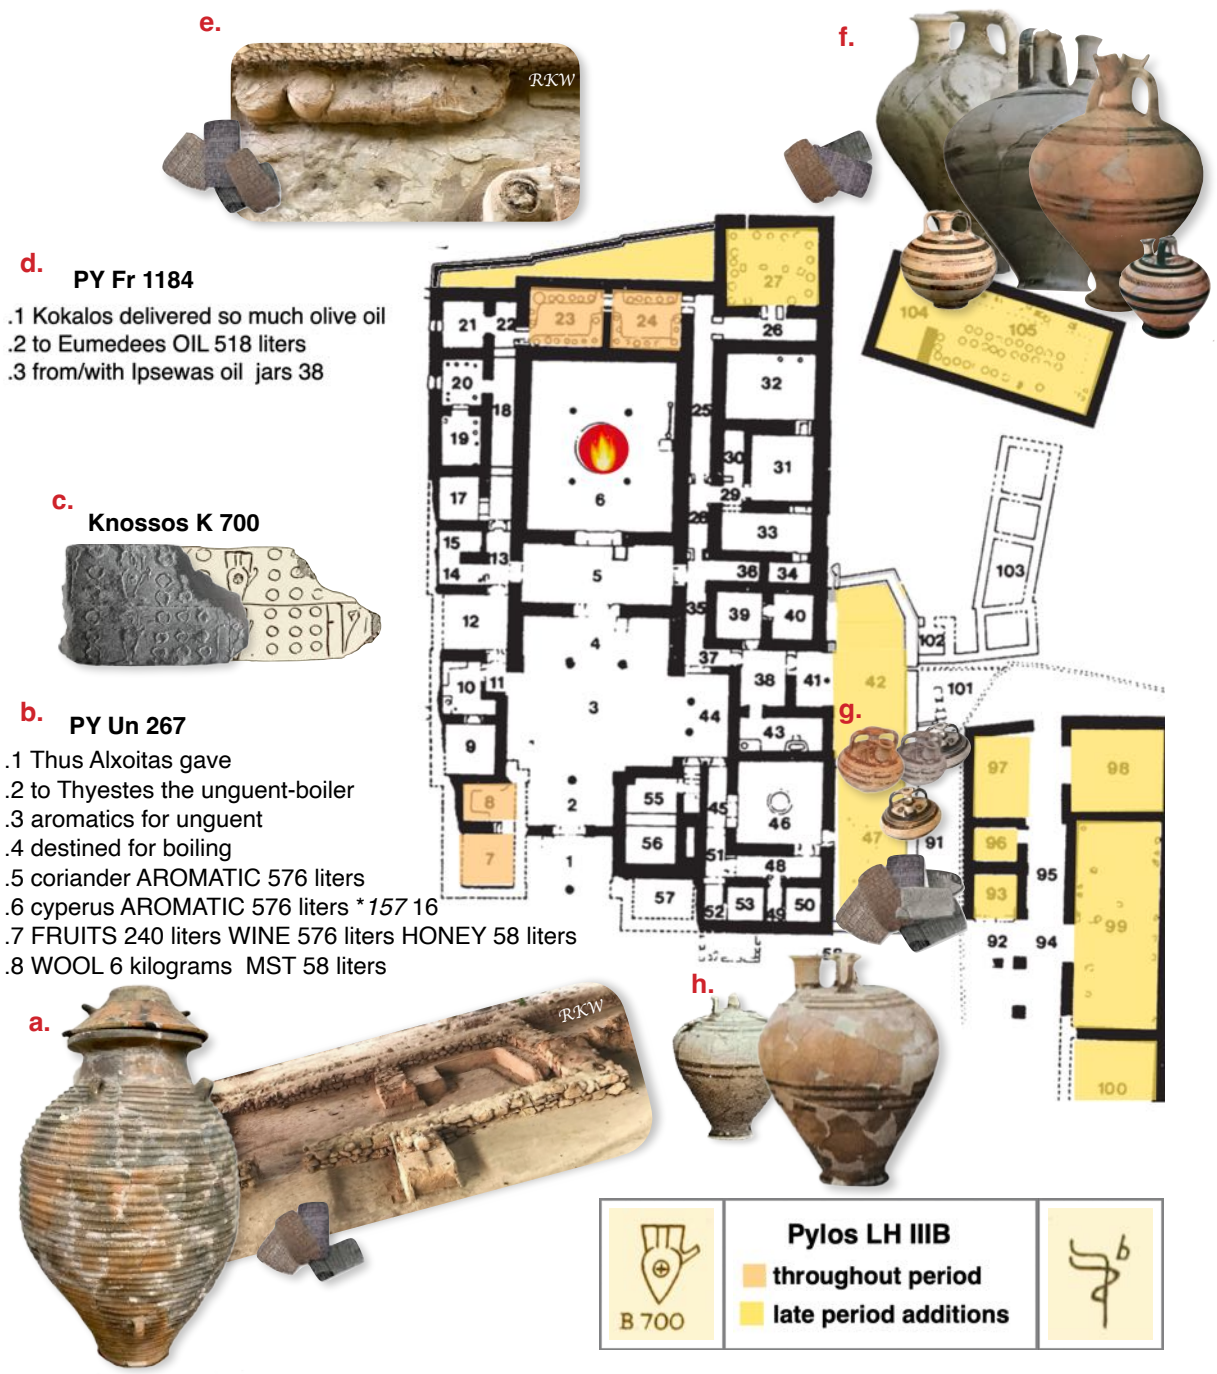 e.
RKW
f.
d.
PY Fr 1184
.1 Kokalos delivered so much olive oil
.2 to Eumedees OIL 518 liters
.3 from/with Ipsewas oil jars 38
c.
Knossos K 700
b.
PY Un 267
.1 Thus Alxoitas gave
.2 to Thyestes the unguent-boiler
.3 aromatics for unguent
.4 destined for boiling
.5 coriander AROMATIC 576 liters
.6 cyperus AROMATIC 576 liters *157 16
.7 FRUITS 240 liters WINE 576 liters HONEY 58 liters
.8 WOOL 6 kilograms MST 58 liters
a.
RKW
27
104
105
21
22
23
24
26
20
18
25
32
19
30
31
17
6
29
28
33
15
14
13
5
36
34
103
12
35
39
40
4
102
37
10
11
38
41
42
101
3
44
g.
9
43
97
98
8
2
55
45
46
47
7
1
56
51
91
96
95
48
57
52
53
49
50
93
99
92
94
58
h.
100
B 700
Pylos LH IIIB
throughout period
late period additions
b